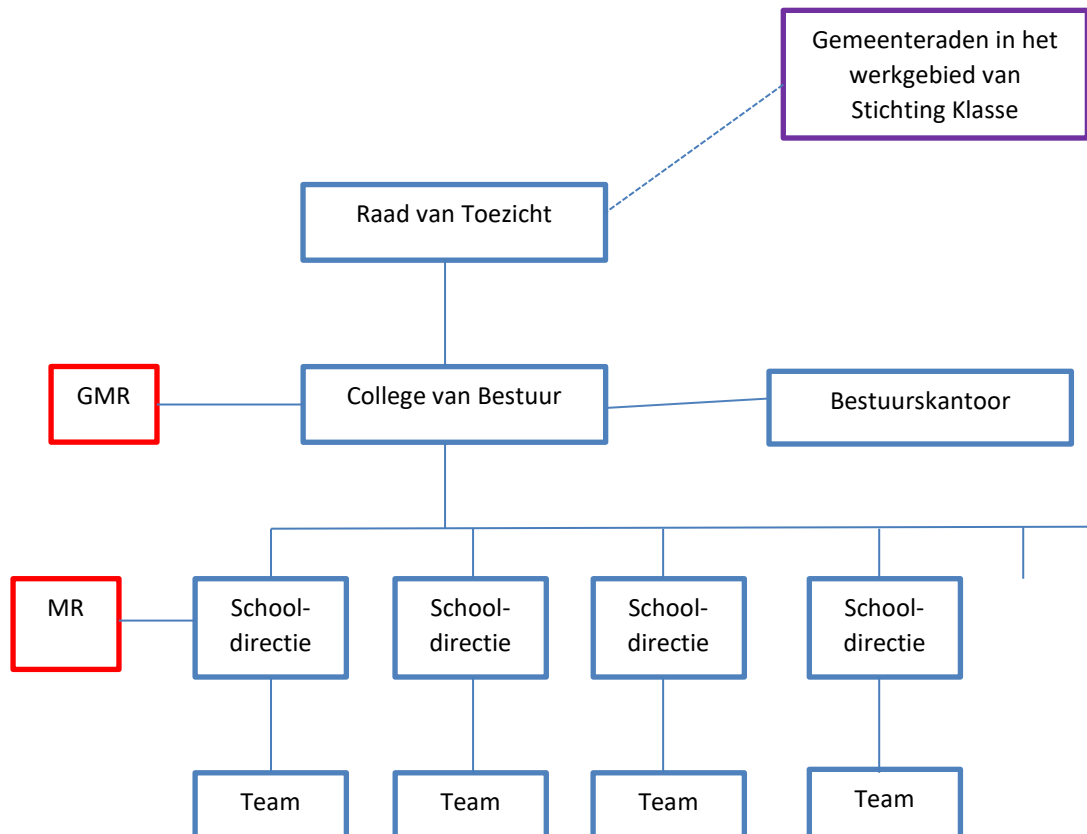 Gemeenteraden in het
werkgebied van
Stichting Klasse
Raad van Toezicht
GMR
College van Bestuur
Bestuurskantoor
MR
School-
directie
School-
directie
School-
directie
School-
directie
Team
Team
Team
Team